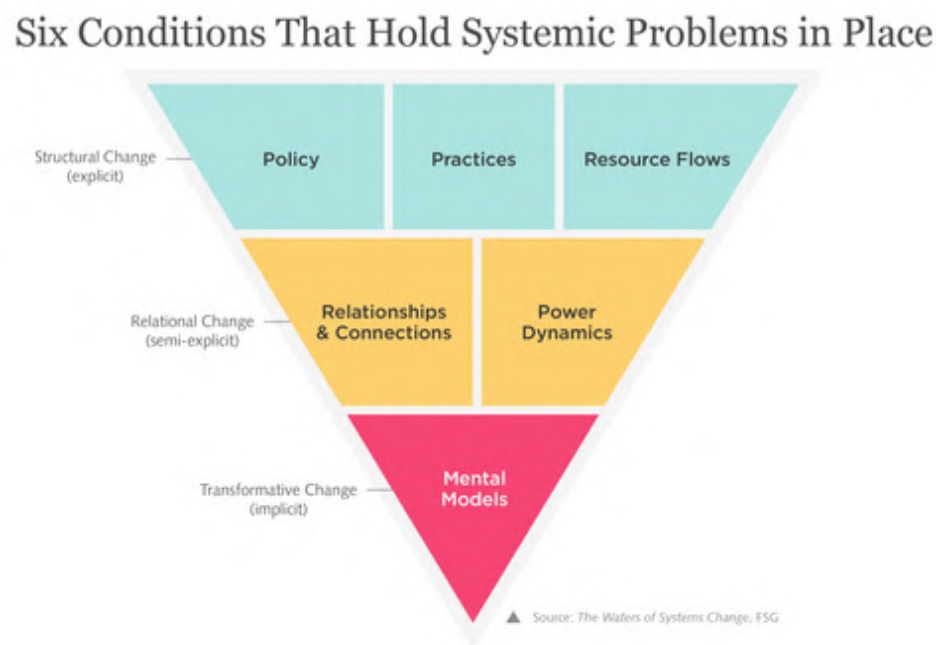 Six Conditions That Hold Systemic Problems in Place
Structural Change
(explicit)
Policy
Practices
Resource Flows
Relational Change
(semi-explicit)
Relationships
& Connections
Power
Dynamics
Transformative Change
(implicit)
Mental
Models
Source: The Waters of Systems Change, FSG